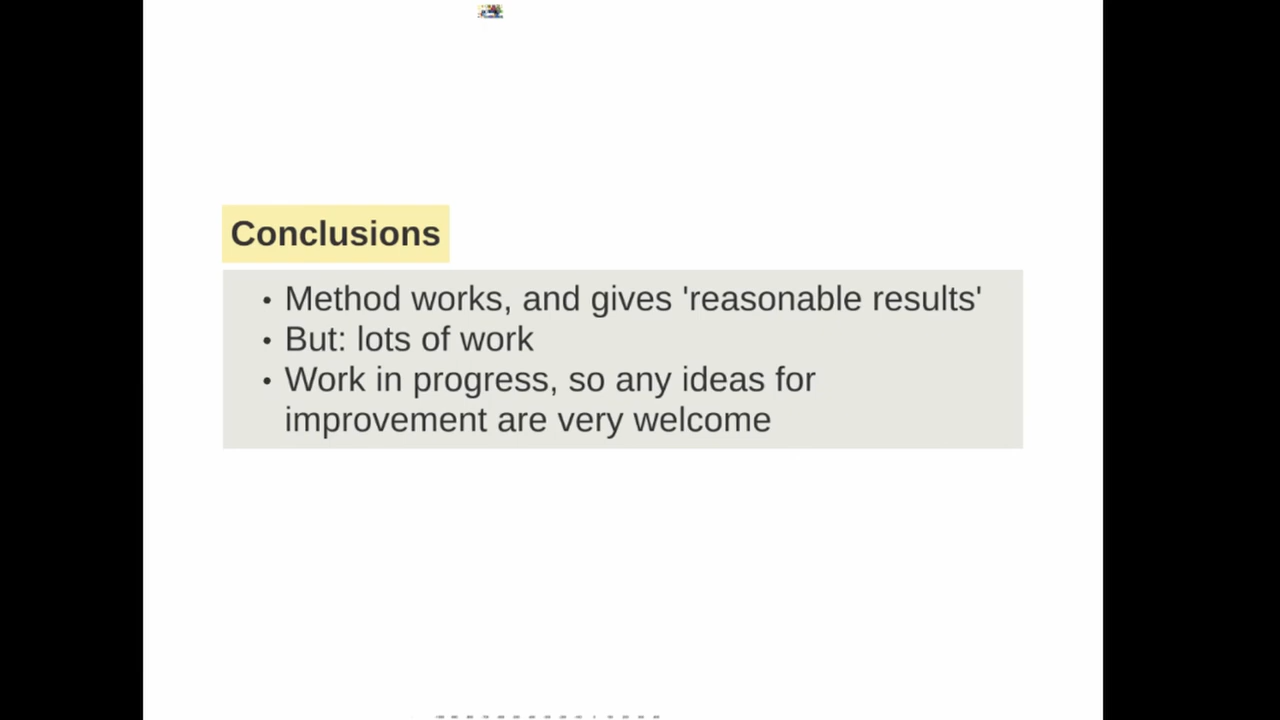 Conclusions
• Method works, and gives 'reasonable results'
• But: lots of work
• Work in progress, so any ideas for
improvement are very welcome